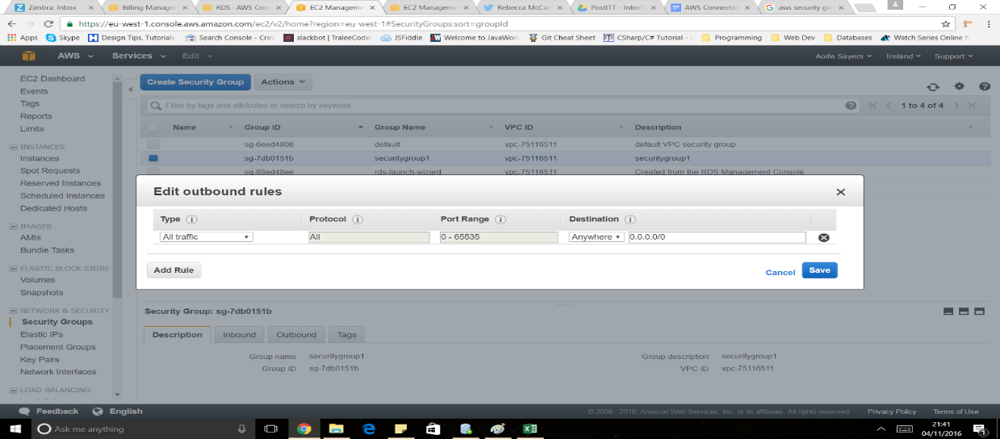 Zimbra: Inbox
Billing Manager
RDS · AWS Con
EC2 Manageme
EC2 Manageme
Rebecca McCar
PostITT - IntroT
AWS Connection
aws security gr
https://eu-west-1.console.aws.amazon.com/ec2/v2/home?region=eu-west-1#SecurityGroups:sort=groupId
Apps Skype Design Tips, Tutorials Search Console - Crav slackbot | TraleeCoder JSFiddle Welcome to JavaWorl Git Cheat Sheet CSharp/C# Tutorial - Programming Web Dev Databases Watch Series Online f
AWS Services Edit Aoife Sayers Ireland Support
EC2 Dashboard
Events
Tags
Reports
Limits
INSTANCES
Instances
Spot Requests
Reserved Instances
Scheduled Instances
Dedicated Hosts
IMAGES
AMIs
Bundle Tasks
ELASTIC BLOCK STORE
Volumes
Snapshots
NETWORK & SECURITY
Security Groups
Elastic IPs
Placement Groups
Key Pairs
Network Interfaces
LOAD BALANCING
Create Security Group Actions
Filter by tags and attributes or search by keyword
1 to 4 of 4
Name Group ID Group Name VPC ID Description
sg-6eed4808 default vpc-75116511 default VPC security group
sg-7db0151b securitygroup1 vpc-75116511 securitygroup1
sg-88ed48ee rds-launch-wizard vpc-75116511 Created from the RDS Management Console
Edit outbound rules
Type Protocol Port Range Destination
All traffic All 0 - 65535 Anywhere 0.0.0.0/0
Add Rule
Cancel Save
Security Group: sg-7db0151b
Description Inbound Outbound Tags
Group name securitygroup1 Group description securitygroup1
Group ID sg-7db0151b VPC ID vpc-75116511
Feedback English © 2008 - 2016, Amazon Web Services, Inc. or its affiliates. All rights reserved. Privacy Policy Terms of Use
Ask me anything
21:41
04/11/2016